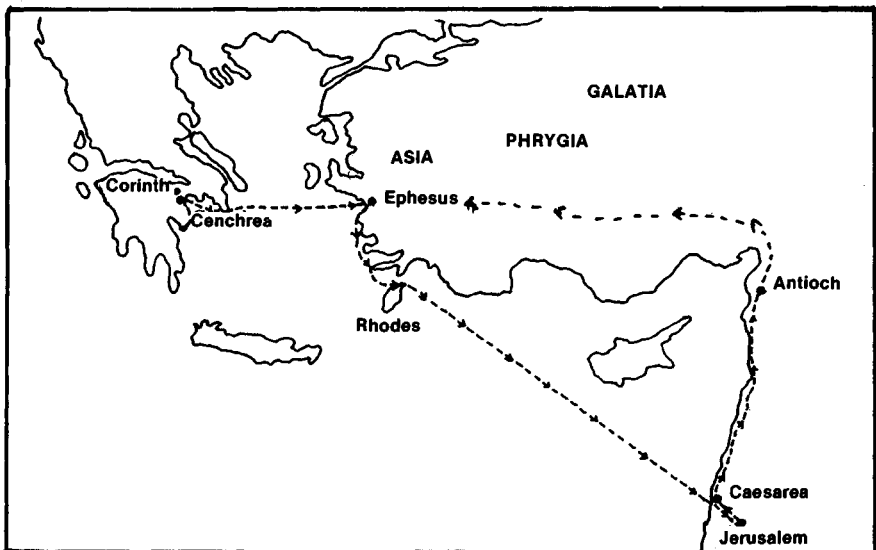 GALATIA
PHRYGIA
ASIA
Corinth
Ephesus
Cenchrea
Antioch
Rhodes
Caesarea
Jerusalem